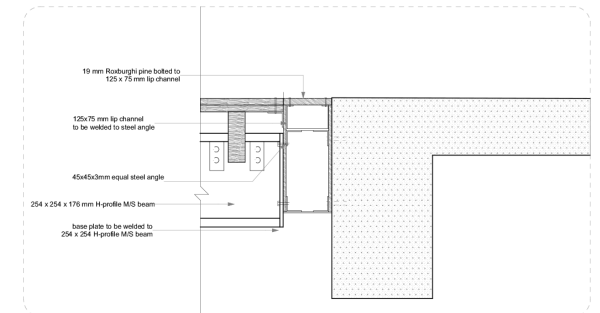 19 mm Roxburghi pine bolted to
125 x 75 mm lip channel
125x75 mm lip channel
to be welded to steel angle
45x45x3mm equal steel angle
254 x 254 x 176 mm H-profile M/S beam
base plate to be welded to
254 x 254 H-profile M/S beam